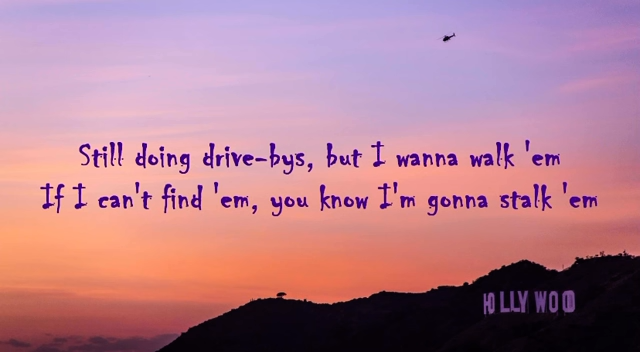 Still doing drive-bys, but I wanna walk 'em
If I can't find 'em, you know I'm gonna stalk 'em
HOLLYWOOD